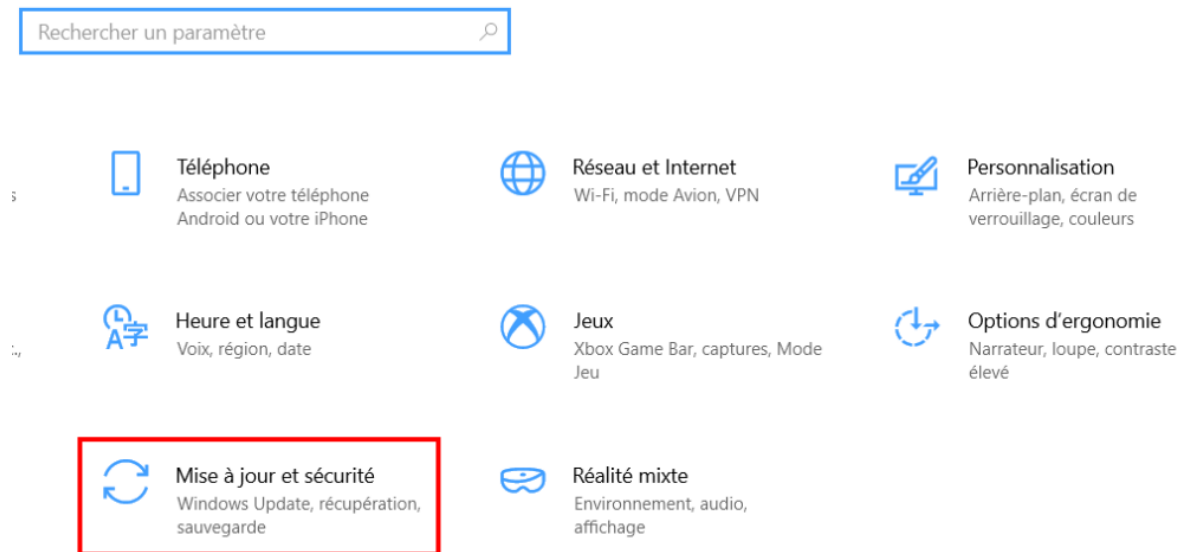 Rechercher un paramètre
Téléphone
Associer votre téléphone
Android ou votre iPhone
Réseau et Internet
Wi-Fi, mode Avion, VPN
Personnalisation
Arrière-plan, écran de
verrouillage, couleurs
s
Heure et langue
Voix, région, date
Jeux
Xbox Game Bar, captures, Mode
Jeu
Options d'ergonomie
Narrateur, loupe, contraste
élevé
.,
Mise à jour et sécurité
Windows Update, récupération,
sauvegarde
Réalité mixte
Environnement, audio,
affichage